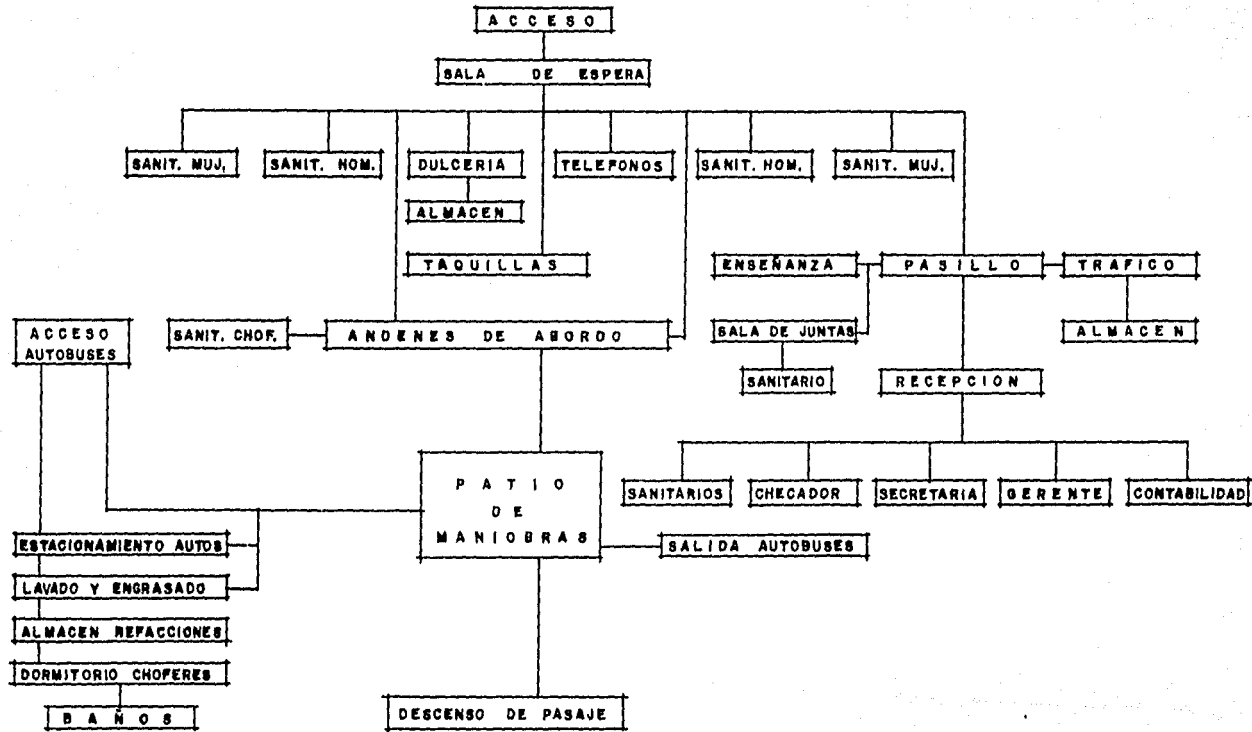 ACCESO
SALA DE ESPERA
SANIT. MUJ.
SANIT. HOM.
DULCERIA
TELEFONOS
SANIT. HOM.
SANIT. MUJ.
ALMACEN
TAQUILLAS
ENSEÑANZA
PASILLO
TRAFICO
ACCESO
AUTOBUSES
SANIT. CHOF.
ANDENES DE ABORDO
SALA DE JUNTAS
ALMACEN
SANITARIO
RECEPCION
PATIO
DE
MANIOBRAS
SANITARIOS
CHECADOR
SECRETARIA
GERENTE
CONTABILIDAD
ESTACIONAMIENTO AUTOS
SALIDA AUTOBUSES
LAVADO Y ENGRASADO
ALMACEN REFACCIONES
DORMITORIO CHOFERES
BAÑOS
DESCENSO DE PASAJE